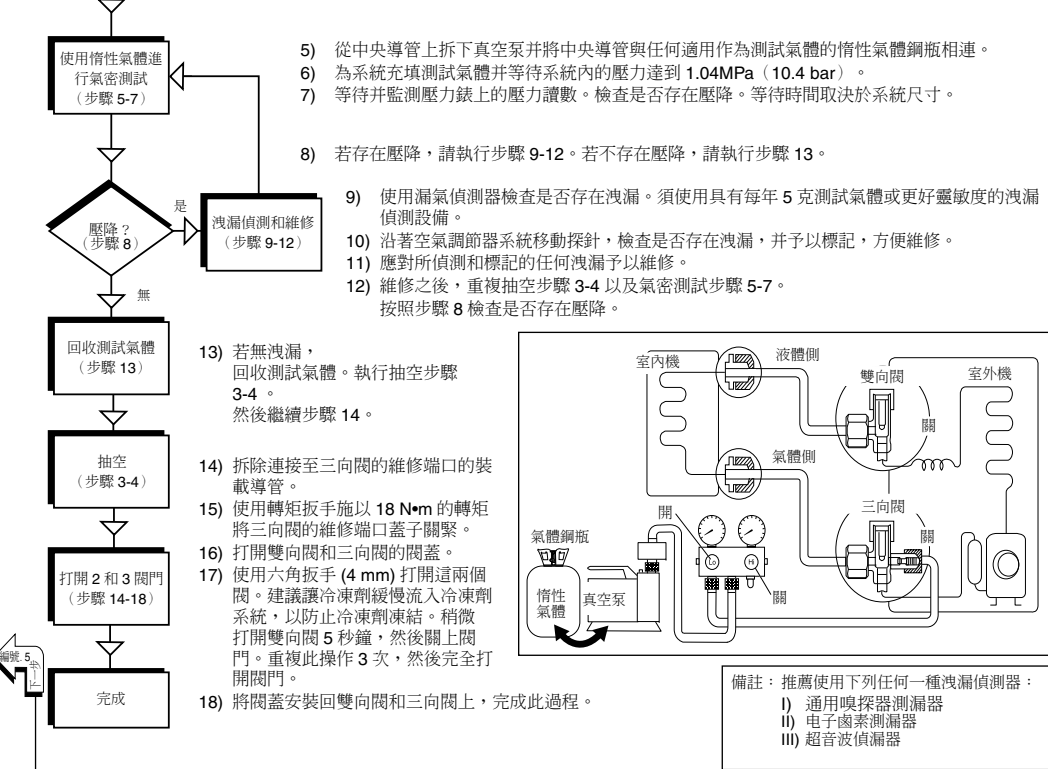 使用惰性氣體進
行氣密測試
(步驟 5-7)
5) 從中央導管上拆下真空泵并將中央導管與任何適用作為測試氣體的惰性氣體鋼瓶相連。
6) 為系統充填測試氣體并等待系統內的壓力達到 1.04MPa（10.4 bar）。
7) 等待并監測壓力錶上的壓力讀數。檢查是否存在壓降。等待時間取決於系統尺寸。
8) 若存在壓降，請執行步驟 9-12。若不存在壓降，請執行步驟 13。
壓降？
(步驟 8)
是
無
洩漏偵測和維修
（步驟 9-12）
9) 使用漏氣偵測器檢查是否存在洩漏。須使用具有每年 5 克測試氣體或更好靈敏度的洩漏
偵測設備。
10) 沿著空氣調節器系統移動探針，檢查是否存在洩漏，并予以標記，方便維修。
11) 應對所偵測和標記的任何洩漏予以維修。
12) 維修之後，重複抽空步驟 3-4 以及氣密測試步驟 5-7。
按照步驟 8 檢查是否存在壓降。
回收測試氣體
（步驟 13）
13) 若無洩漏，
回收測試氣體。執行抽空步驟
3-4 。
然後繼續步驟 14。
抽空
（步驟 3-4）
14) 拆除連接至三向閥的維修端口的裝
載導管。
15) 使用轉矩扳手施以 18 N•m 的轉矩
將三向閥的維修端口蓋子關緊。
16) 打開雙向閥和三向閥的閥蓋。
17) 使用六角扳手 (4 mm) 打開這兩個
閥。建議讓冷凍劑緩慢流入冷凍劑
系統，以防止冷凍劑凍結。稍微
打開雙向閥 5 秒鐘，然後關上閥
門。重複此操作 3 次，然後完全打
開閥門。
18) 將閥蓋安裝回雙向閥和三向閥上，完成此過程。
打開 2 和 3 閥門
（步驟 14-18）
完成
編號. 5
下一步
室內機
液體側
雙向閥
室外機
關
氣體側
三向閥
關
開
Lo
Hi
關
氣體鋼瓶
惰性
氣體
真空泵
備註：推薦使用下列任何一種洩漏偵測器：
I) 通用嗅探器測漏器
II) 电子鹵素測漏器
III) 超音波偵漏器